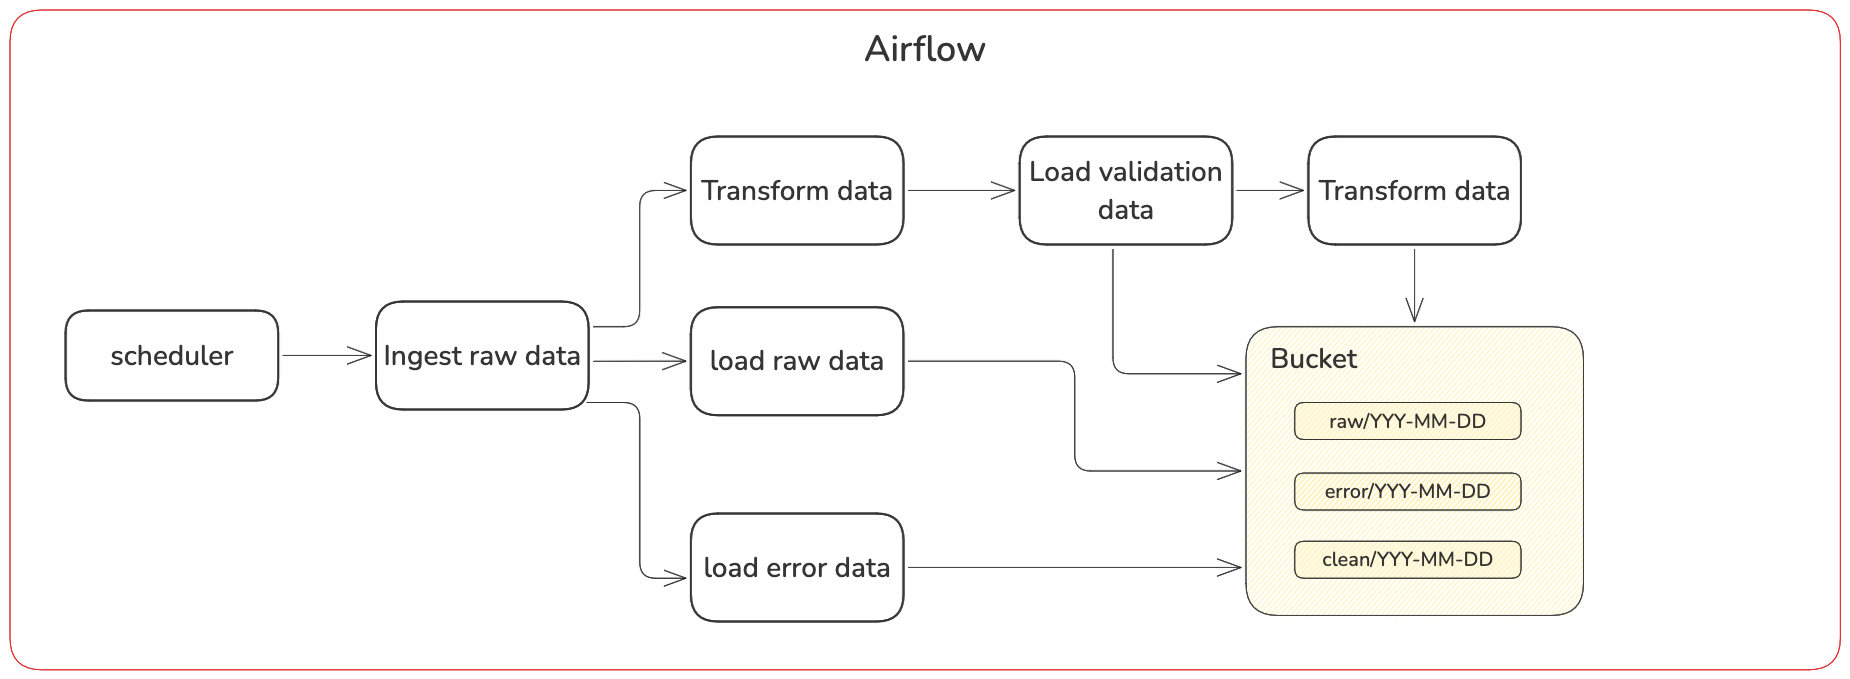 Airflow
Transform data
Load validation
data
Transform data
scheduler
Ingest raw data
load raw data
Bucket
raw/YYY-MM-DD
error/YYY-MM-DD
clean/YYY-MM-DD
load error data